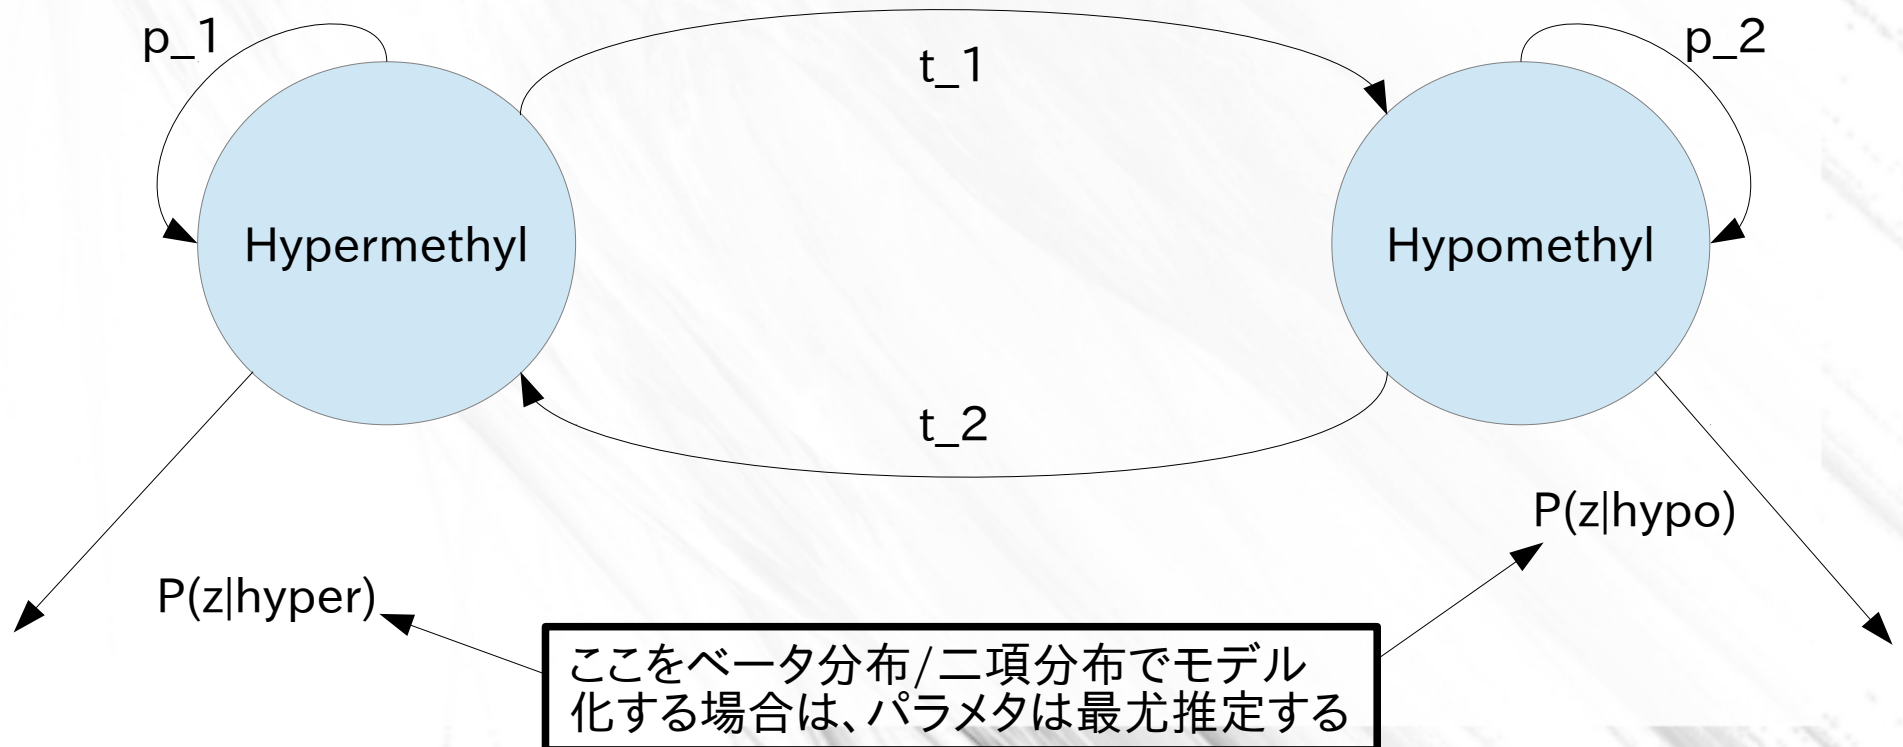 p_1
t_1
p_2
Hypermethyl
Hypomethyl
t_2
P(z|hypo)
P(z|hyper)
ここをベータ分布/二項分布でモデル
化する場合は、パラメタは最尤推定する